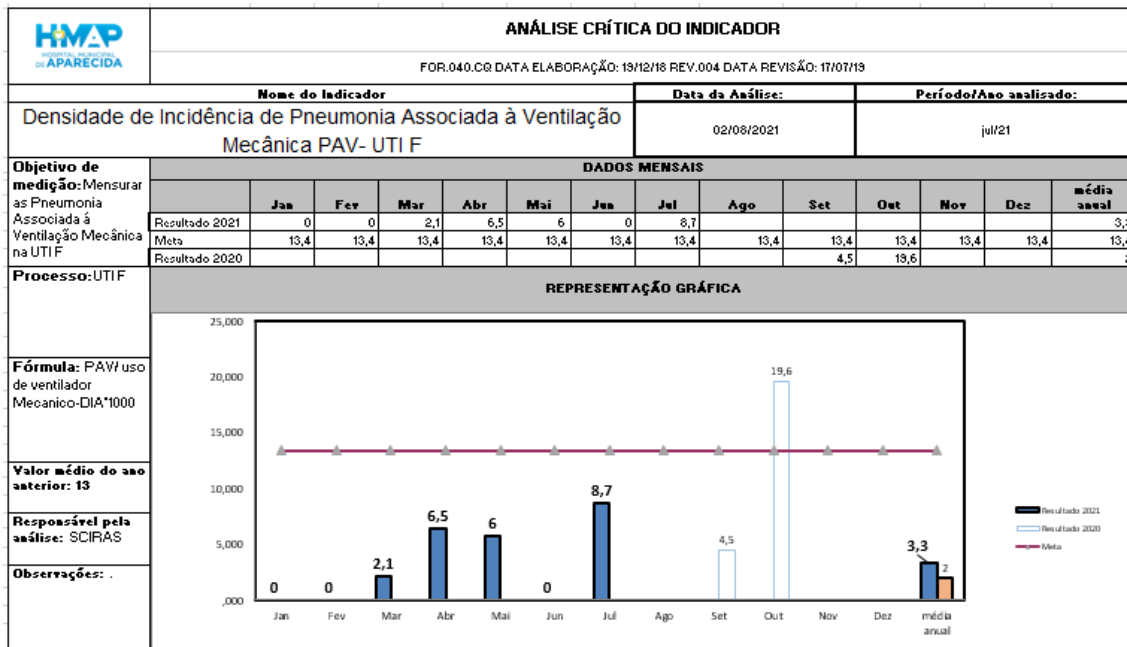 HMAP
HOSPITAL MUNICIPAL
DE APARECIDA
ANÁLISE CRÍTICA DO INDICADOR
FOR.040.CQ DATA ELABORAÇÃO: 19/12/18 REV.004 DATA REVISÃO: 17/07/19
Nome do Indicador
Data da Análise:
Período/Ano analisado:
Densidade de Incidência de Pneumonia Associada à Ventilação
Mecânica PAV- UTI F
02/08/2021
jul/21
Objetivo de
medição: Mensurar
as Pneumonia
Associada á
Ventilação Mecânica
na UTI F
DADOS MENSAIS
Jan Fev Mar Abr Mai Jun Jul Ago Set Out Nov Dez média
anual
Resultado 2021 0 0 2,1 6,5 6 0 8,7 3,3
Meta 13,4 13,4 13,4 13,4 13,4 13,4 13,4 13,4 13,4 13,4 13,4 13,4 13,4
Resultado 2020 4,5 19,6 2
Processo: UTI F
REPRESENTAÇÃO GRÁFICA
Fórmula: PAV/ uso
de ventilador
Mecanico-DIA*1000
Valor médio do ano
anterior: 13
Responsável pela
análise: SCIRAS
Observações: .
25,000
20,000
15,000
10,000
5,000
,000
0
0
2,1
6,5
6
0
8,7
4,5
19,6
3,3
2
Jan Fev Mar Abr Mai Jun Jul Ago Set Out Nov Dez média
anual
Resultado 2021
Resultado 2020
Meta